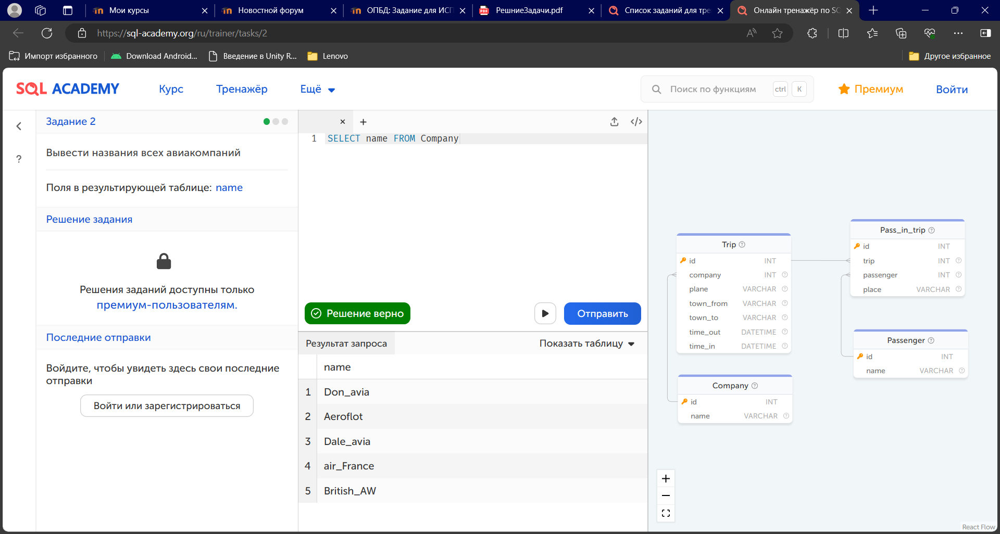 Мои курсы
Новостной форум
ОПБД: Задание для ИСП
РешниеЗадачи.pdf
Список заданий для тре
Онлайн тренажёр по SQ
https://sql-academy.org/ru/trainer/tasks/2
Импорт избранного
Download Android...
Введение в Unity R...
Lenovo
Другое избранное
SQL ACADEMY
Курс
Тренажёр
Ещё
Поиск по функциям
ctrl
K
Премиум
Войти
Задание 2
Вывести названия всех авиакомпаний
Поля в результирующей таблице: name
Решение задания
Решения заданий доступны только
премиум-пользователям.
Последние отправки
Войдите, чтобы увидеть здесь свои последние
отправки
Войти или зарегистрироваться
1 SELECT name FROM Company
Решение верно
Отправить
Результат запроса
Показать таблицу
name
1 Don_avia
2 Aeroflot
3 Dale_avia
4 air_France
5 British_AW
Trip
id INT
company INT
plane VARCHAR
town_from VARCHAR
town_to VARCHAR
time_out DATETIME
time_in DATETIME
Company
id INT
name VARCHAR
Pass_in_trip
id INT
trip INT
passenger INT
place VARCHAR
Passenger
id INT
name VARCHAR
React Flow